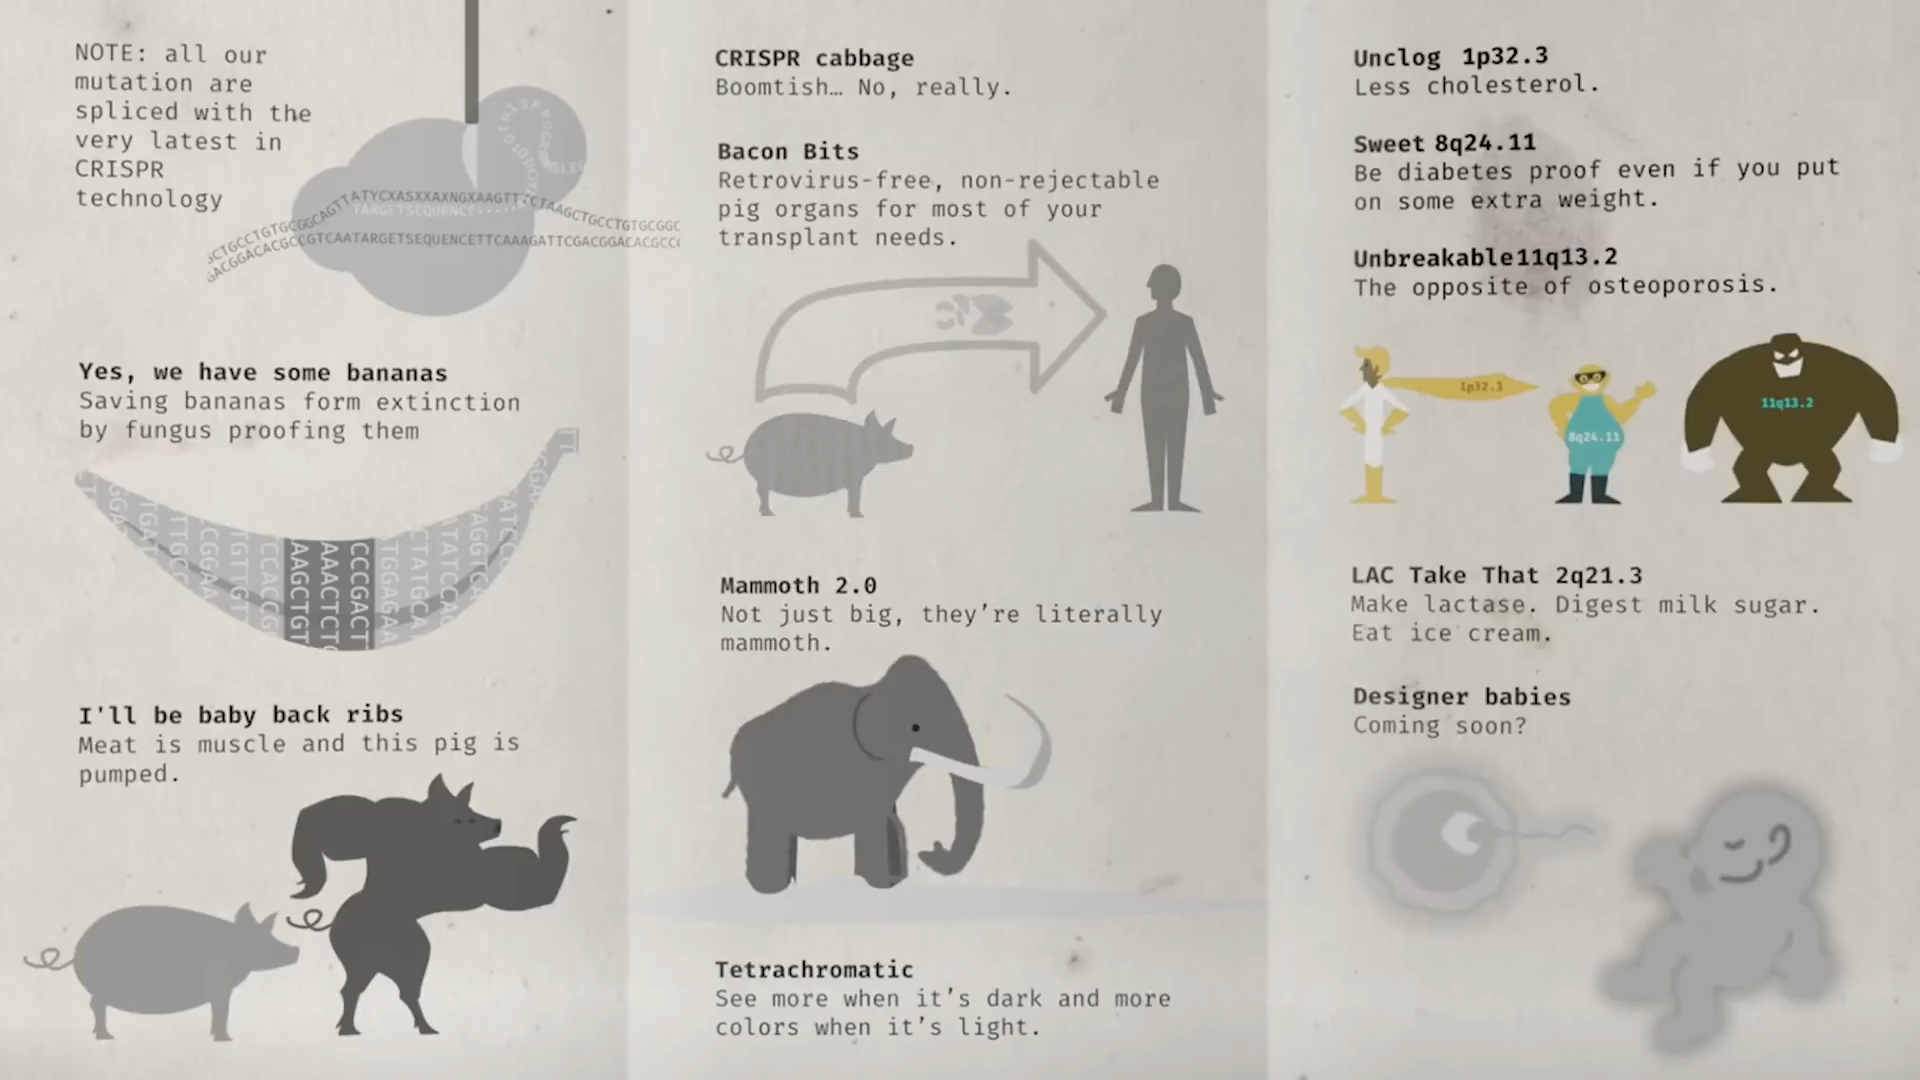 NOTE: all our
mutation are
spliced with the
very latest in
CRISPR
technology
TARGETSEQUENCE
Yes, we have some bananas
Saving bananas form extinction
by fungus proofing them
AAGCTGT
AAACTCTG
CCCGACT
I'll be baby back ribs
Meat is muscle and this pig is
pumped.
CRISPR cabbage
Boomtish… No, really.
Bacon Bits
Retrovirus-free, non-rejectable
pig organs for most of your
transplant needs.
Mammoth 2.0
Not just big, they’re literally
mammoth.
Tetrachromatic
See more when it’s dark and more
colors when it’s light.
Unclog 1p32.3
Less cholesterol.
Sweet 8q24.11
Be diabetes proof even if you put
on some extra weight.
Unbreakable11q13.2
The opposite of osteoporosis.
1p32.3
8q24.11
11q13.2
LAC Take That 2q21.3
Make lactase. Digest milk sugar.
Eat ice cream.
Designer babies
Coming soon?